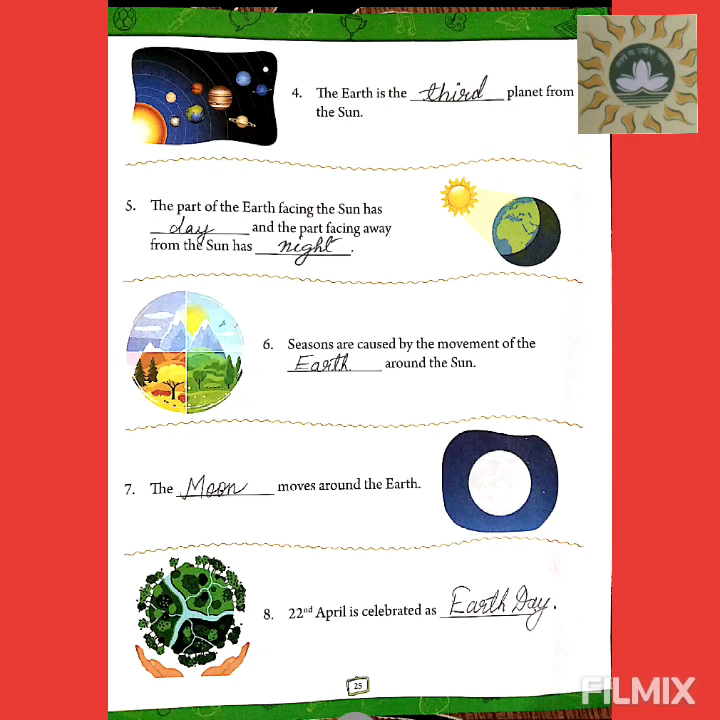 4. The Earth is the third planet from
the Sun.
5. The part of the Earth facing the Sun has
day and the part facing away
from the Sun has night.
6. Seasons are caused by the movement of the
Earth around the Sun.
7. The Moon moves around the Earth.
8. 22nd April is celebrated as Earth Day.
25
FiLMiX